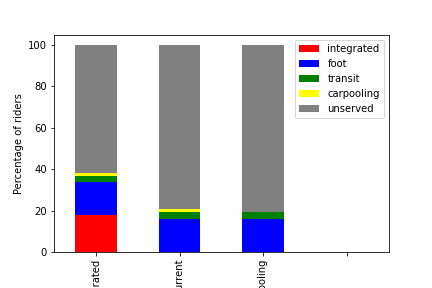 100
80
60
40
20
0
Percentage of riders
integrated
foot
transit
carpooling
unserved
rated
urrent
ooling